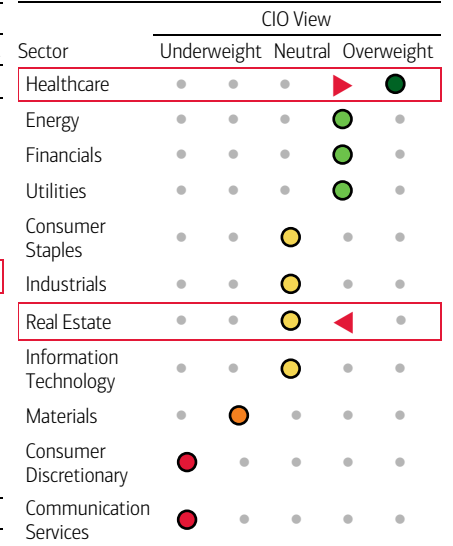 CIO View
Sector Underweight Neutral Overweight
Healthcare
Energy
Financials
Utilities
Consumer
Staples
Industrials
Real Estate
Information
Technology
Materials
Consumer
Discretionary
Communication
Services